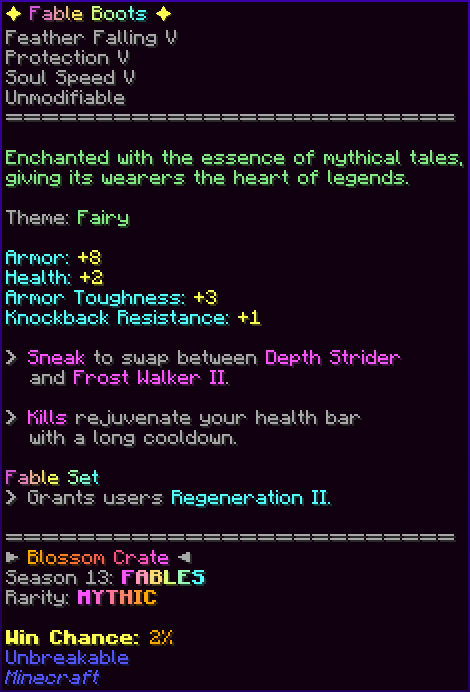 ✦ Fable Boots ✦
Feather Falling V
Protection V
Soul Speed V
Unmodifiable
==============================
Enchanted with the essence of mythical tales,
giving its wearers the heart of legends.
Theme: Fairy
Armor: +8
Health: +2
Armor Toughness: +3
Knockback Resistance: +1
> Sneak to swap between Depth Strider
and Frost Walker II.
> Kills rejuvenate your health bar
with a long cooldown.
Fable Set
> Grants users Regeneration II.
==============================
► Blossom Crate ◄
Season 13: FABLES
Rarity: MYTHIC
Win Chance: 2%
Unbreakable
Minecraft